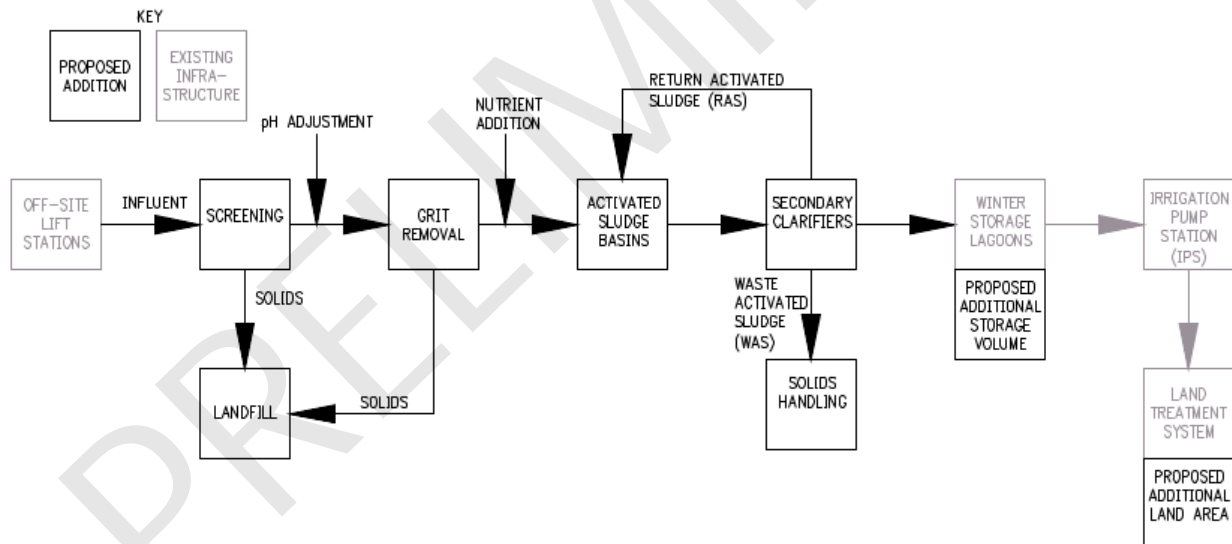 KEY
PROPOSED
ADDITION
EXISTING
INFRA-
STRUCTURE
pH ADJUSTMENT
NUTRIENT
ADDITION
RETURN ACTIVATED
SLUDGE (RAS)
OFF-SITE
LIFT
STATIONS
INFLUENT
SCREENING
GRIT
REMOVAL
ACTIVATED
SLUDGE
BASINS
SECONDARY
CLARIFIERS
WINTER
STORAGE
LAGOONS
IRRIGATION
PUMP
STATION
(IPS)
SOLIDS
WASTE
ACTIVATED
SLUDGE
(WAS)
PROPOSED
ADDITIONAL
STORAGE
VOLUME
LANDFILL
SOLIDS
SOLIDS
HANDLING
LAND
TREATMENT
SYSTEM
PROPOSED
ADDITIONAL
LAND AREA